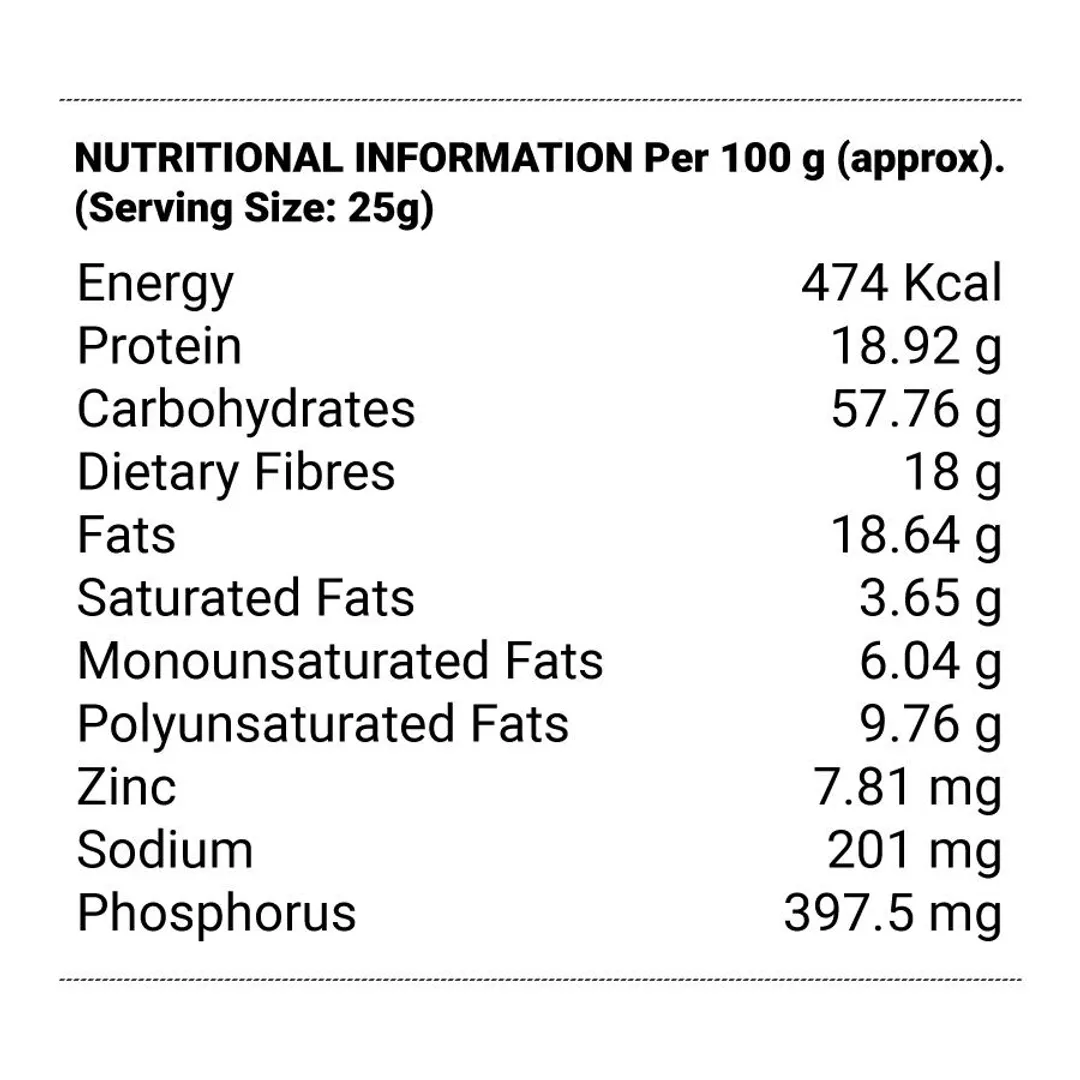 NUTRITIONAL INFORMATION Per 100 g (approx).
(Serving Size: 25g)
Energy 474 Kcal
Protein 18.92 g
Carbohydrates 57.76 g
Dietary Fibres 18 g
Fats 18.64 g
Saturated Fats 3.65 g
Monounsaturated Fats 6.04 g
Polyunsaturated Fats 9.76 g
Zinc 7.81 mg
Sodium 201 mg
Phosphorus 397.5 mg